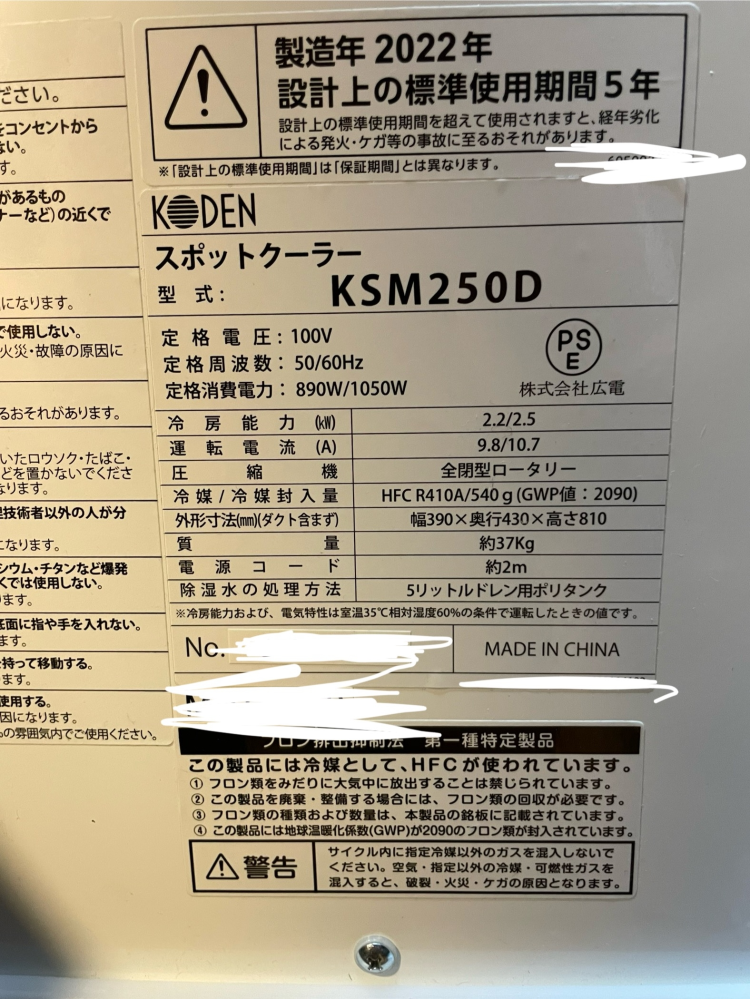 製造年 2022年
設計上の標準使用期間5年
設計上の標準使用期間を超えて使用されますと、経年劣化
による発火・ケガ等の事故に至るおそれがあります。
※「設計上の標準使用期間」は「保証期間」とは異なります。
ださい。
をコンセントから
ない。
す。
があるもの
ナーなど)の近くで
になります。
で使用しない。
火災・故障の原因に
るおそれがあります。
いたロウソク・たばこ・
どを置かないでくださ
なります。
技術者以外の人が分
になります。
シウム・チタンなど爆発
くでは使用しない。
ります。
底面に指や手を入れない。
ます。
を持って移動する。
ます。
使用する。
因になります。
の雰囲気内でご使用ください。
KODEN
スポットクーラー
型式: KSM250D
定格電圧: 100V
定格周波数: 50/60Hz
定格消費電力: 890W/1050W
PSE
株式会社広電
冷房能力(kW) 2.2/2.5
運転電流(A) 9.8/10.7
圧縮機 全閉型ロータリー
冷媒/冷媒封入量 HFC R410A/540g(GWP値:2090)
外形寸法(mm)(ダクト含まず) 幅390×奥行430×高さ810
質量 約37Kg
電源コード 約2m
除湿水の処理方法 5リットルドレン用ポリタンク
※冷房能力および、電気特性は室温35℃相対湿度60%の条件で運転したときの値です。
No.
MADE IN CHINA
フロン排出抑制法 第一種特定製品
この製品には冷媒として、HFCが使われています。
① フロン類をみだりに大気中に放出することは禁じられています。
② この製品を廃棄・整備する場合には、フロン類の回収が必要です。
③ フロン類の種類および数量は、本製品の銘板に記載されています。
④ この製品には地球温暖化係数(GWP)が2090のフロン類が封入されています。
警告
サイクル内に指定冷媒以外のガスを混入しないで
ください。空気・指定以外の冷媒・可燃性ガスを
混入すると、破裂・火災・ケガの原因となります。